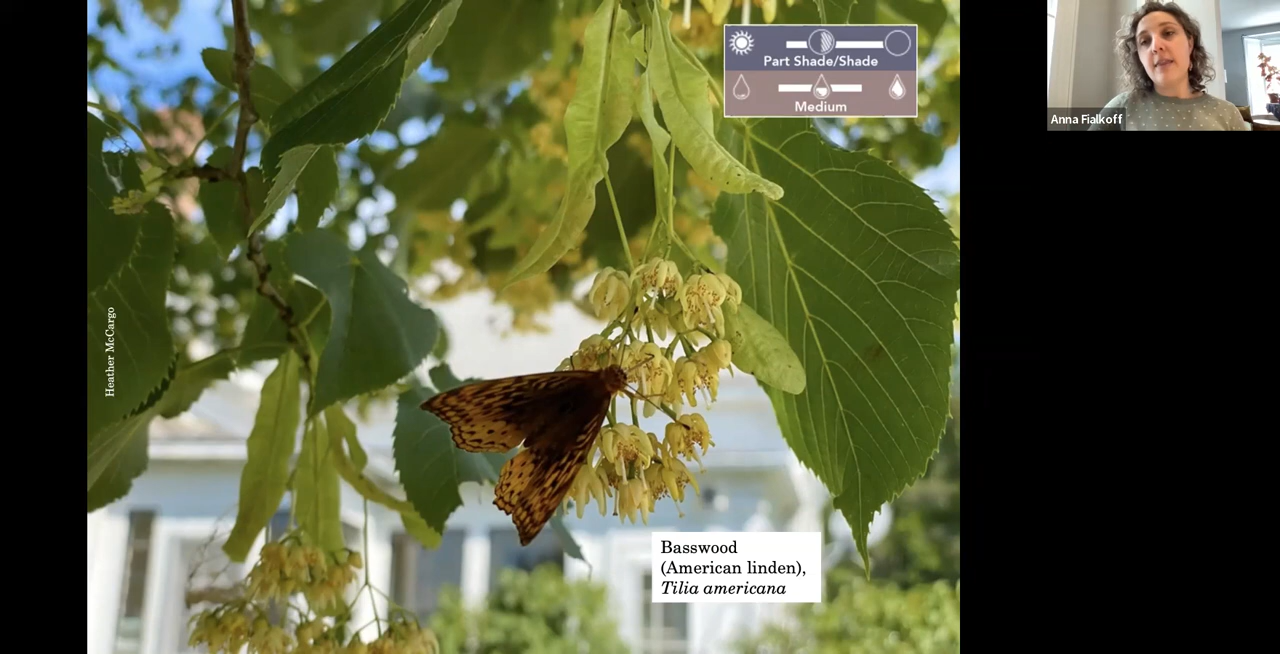 Part Shade/Shade
Medium
Anna Fialkoff
Heather McCargo
Basswood
(American linden),
Tilia americana